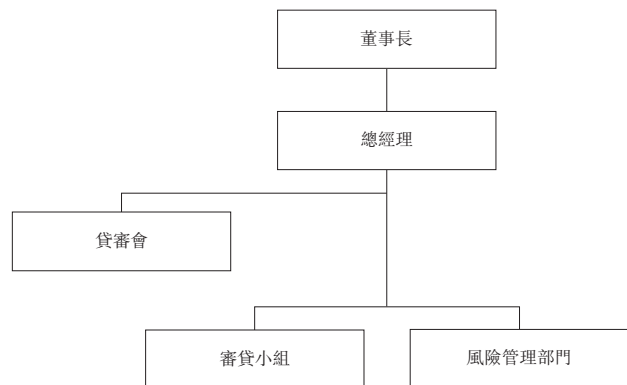 董事長
總經理
貸審會
審貸小組
風險管理部門